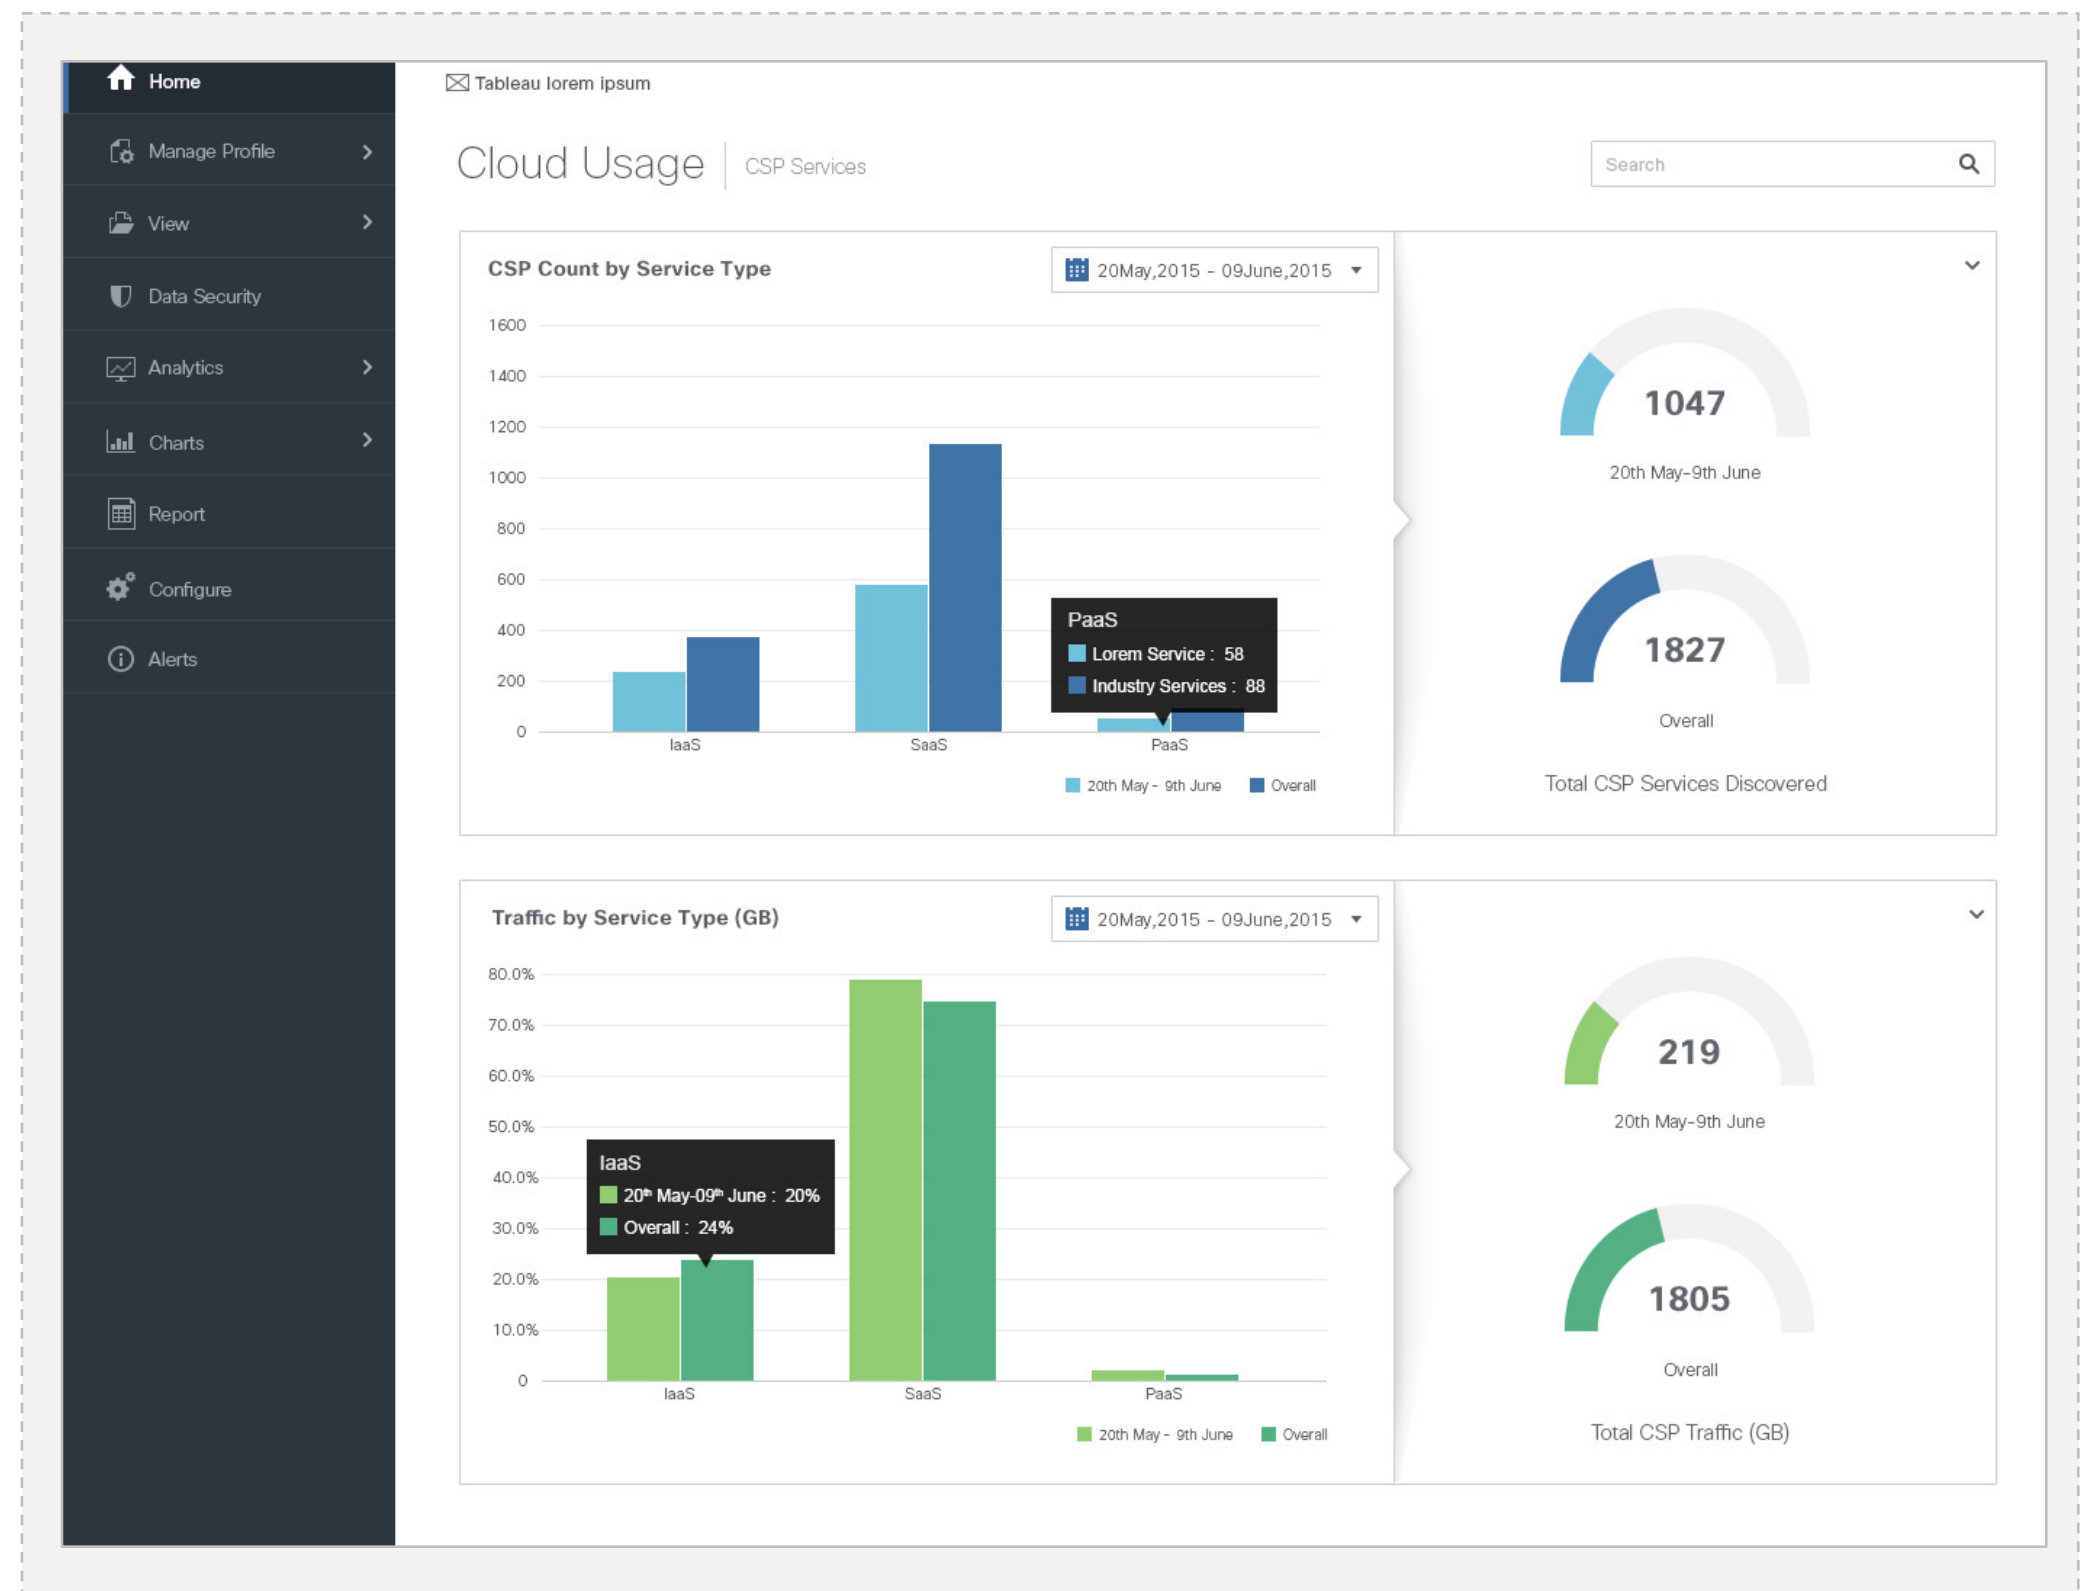 Home
Manage Profile
View
Data Security
Analytics
Charts
Report
Configure
Alerts
Tableau lorem ipsum
Cloud Usage
CSP Services
Search
CSP Count by Service Type
20May,2015 - 09June,2015
1600
1400
1200
1000
800
600
400
200
0
PaaS
Lorem Service : 58
Industry Services : 88
IaaS SaaS PaaS
20th May - 9th June Overall
1047
20th May-9th June
1827
Overall
Total CSP Services Discovered
Traffic by Service Type (GB)
20May,2015 - 09June,2015
80.0%
70.0%
60.0%
50.0%
40.0%
30.0%
20.0%
10.0%
0
IaaS
20th May-09th June : 20%
Overall : 24%
IaaS SaaS PaaS
20th May - 9th June Overall
219
20th May-9th June
1805
Overall
Total CSP Traffic (GB)